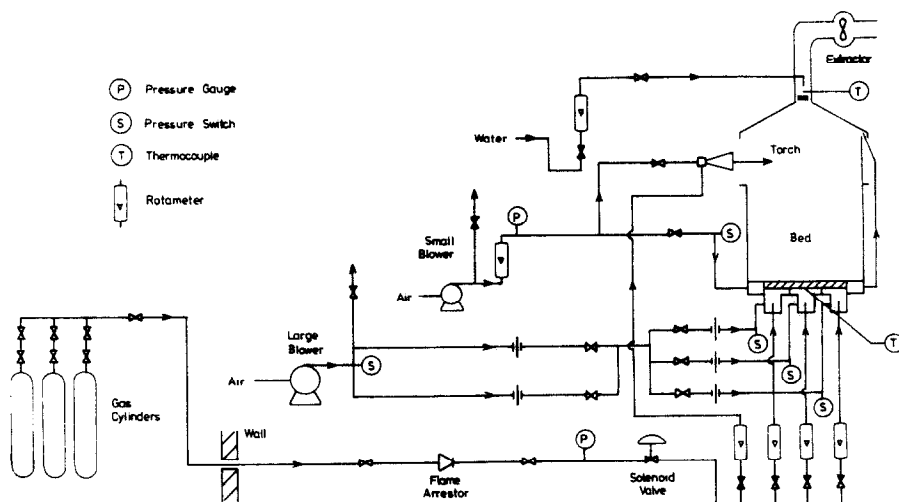 Extractor
P Pressure Gauge
S Pressure Switch
T Thermocouple
Rotameter
T
Water
Torch
P
Small
Blower
S
Bed
Air
Large
Blower
S
Air
S
S
S
T
Gas
Cylinders
Wall
P
Flame
Arrestor
Solenoid
Valve